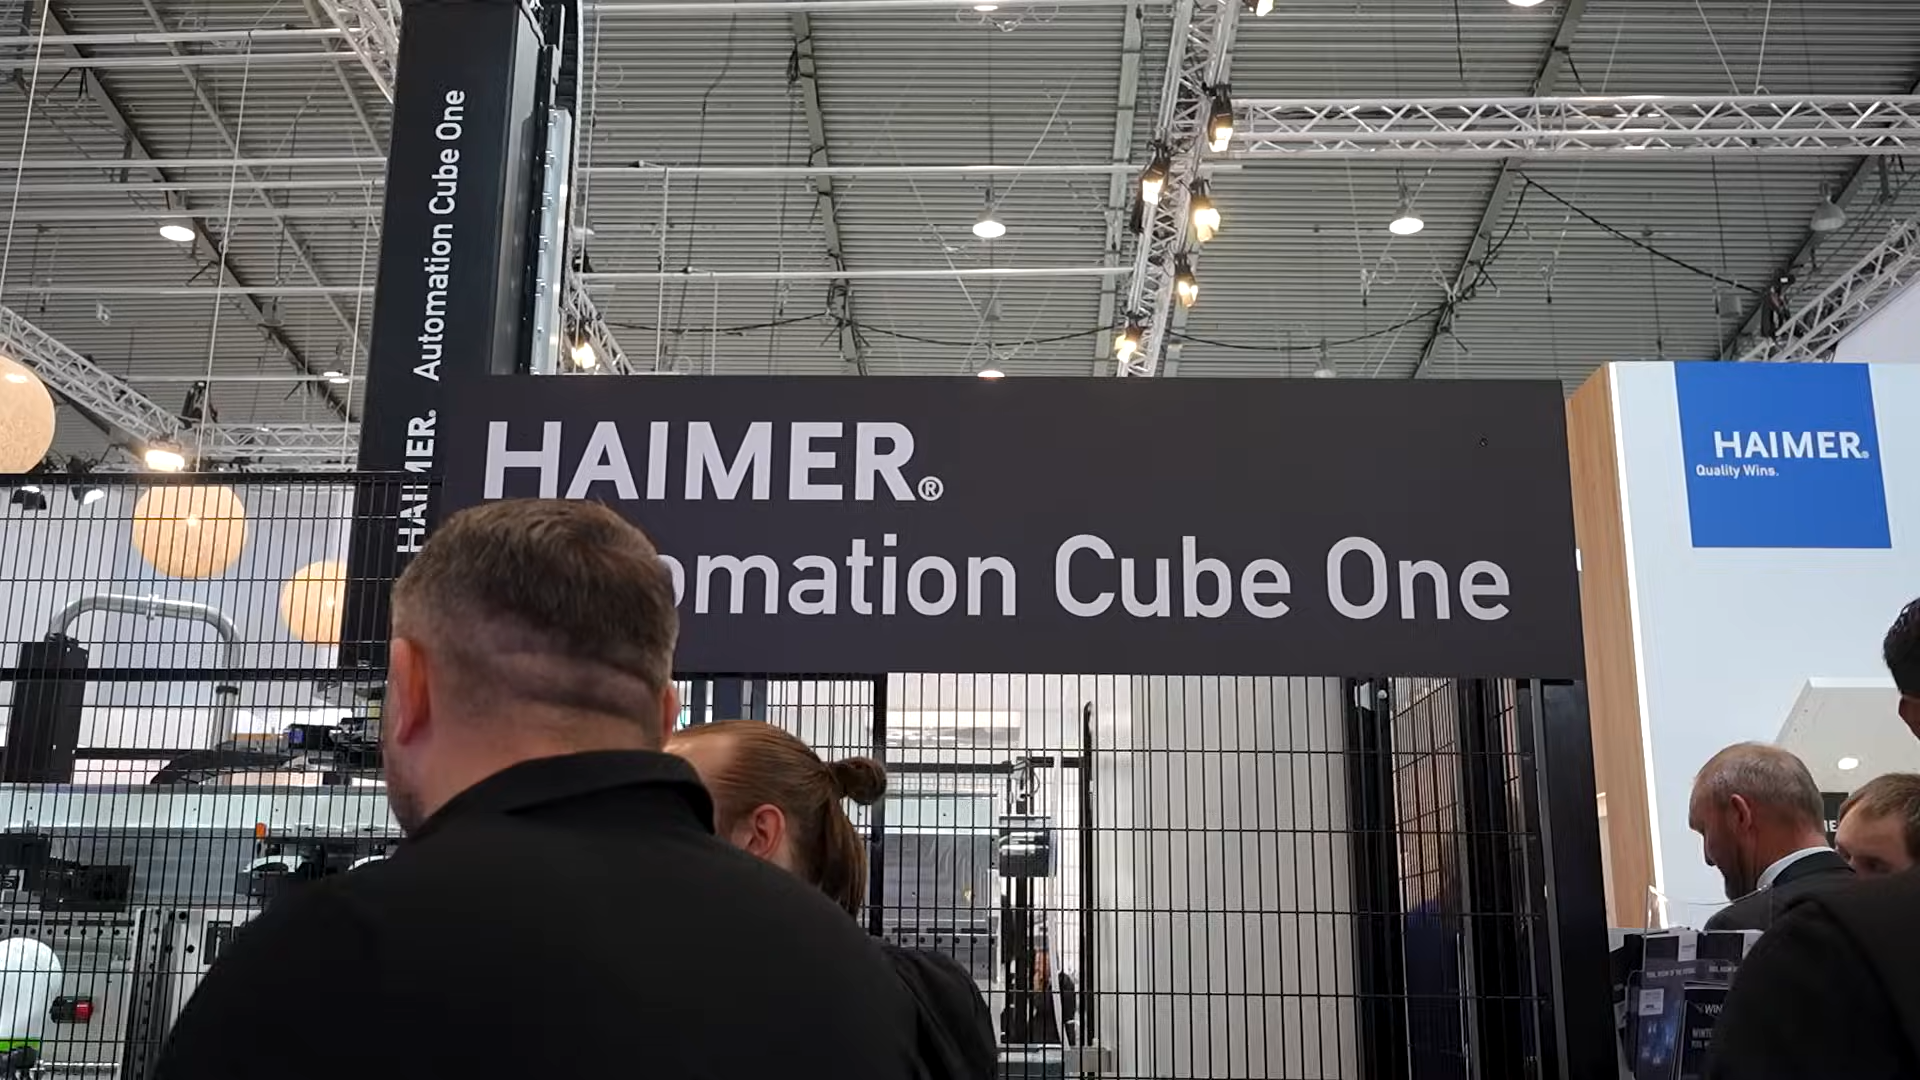 HAIMER. Automation Cube One
HAIMER.®
omation Cube One
HAIMER®
Quality Wins.